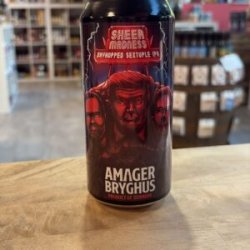 SHEER
MADNESS
DRYHOPPED SEXTUPLE IPA
AMAGER
BRYGHUS
PRODUCT OF DENMARK